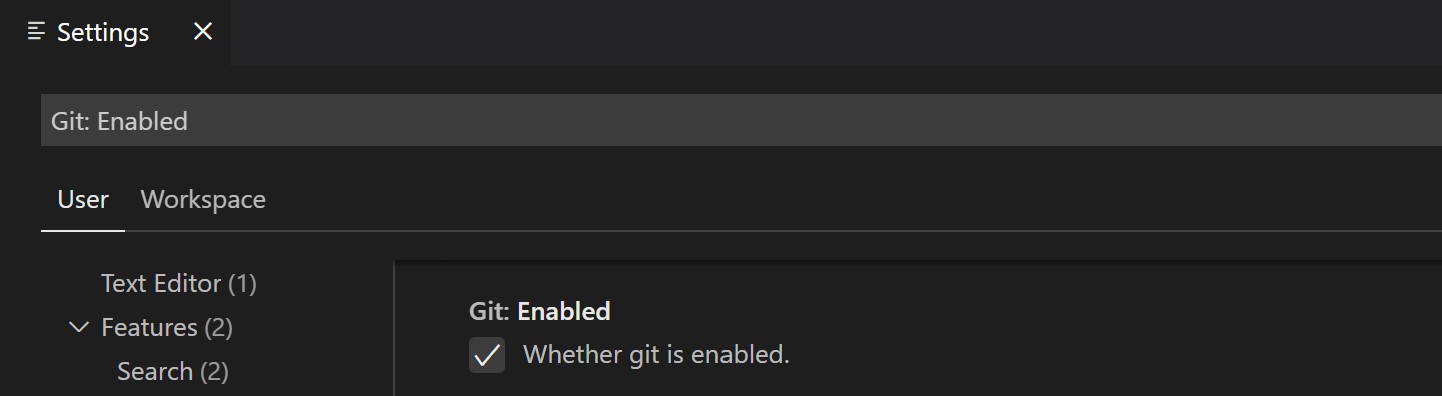 Settings
Git: Enabled
User Workspace
Text Editor (1)
Features (2)
Search (2)
Git: Enabled
Whether git is enabled.